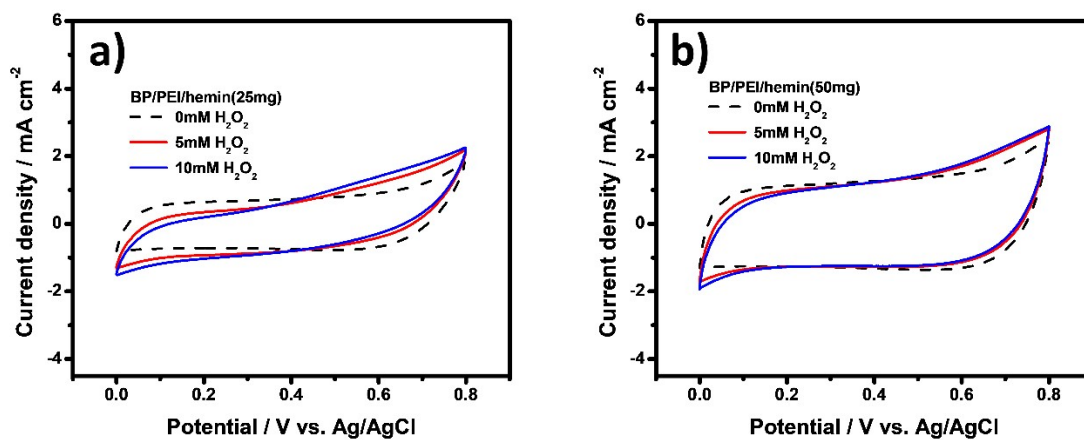 a)
BP/PEI/hemin(25mg)
0mM H₂O₂
5mM H₂O₂
10mM H₂O₂
Current density / mA cm⁻²
6
4
2
0
-2
-4
0.0 0.2 0.4 0.6 0.8
Potential / V vs. Ag/AgCl
b)
BP/PEI/hemin(50mg)
0mM H₂O₂
5mM H₂O₂
10mM H₂O₂
Current density / mA cm⁻²
6
4
2
0
-2
-4
0.0 0.2 0.4 0.6 0.8
Potential / V vs. Ag/AgCl